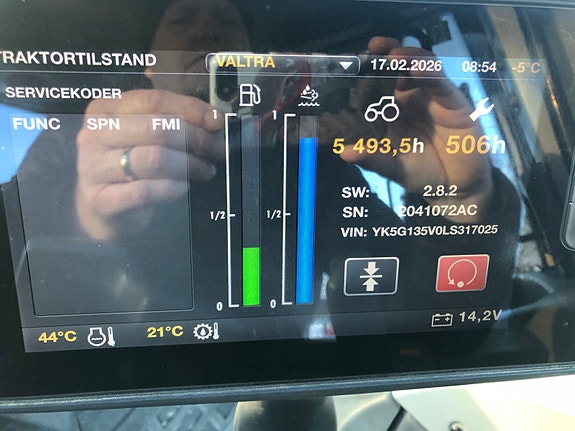 TRAKTORTILSTAND VALTRA 17.02.2026 08:54 -5°C
SERVICEKODER
FUNC SPN FMI
1 1
5 493,5h 506h
1/2 1/2
SW: 2.8.2
SN: 2041072AC
VIN: YK5G135V0LS317025
0 0
44°C 21°C 14,2V